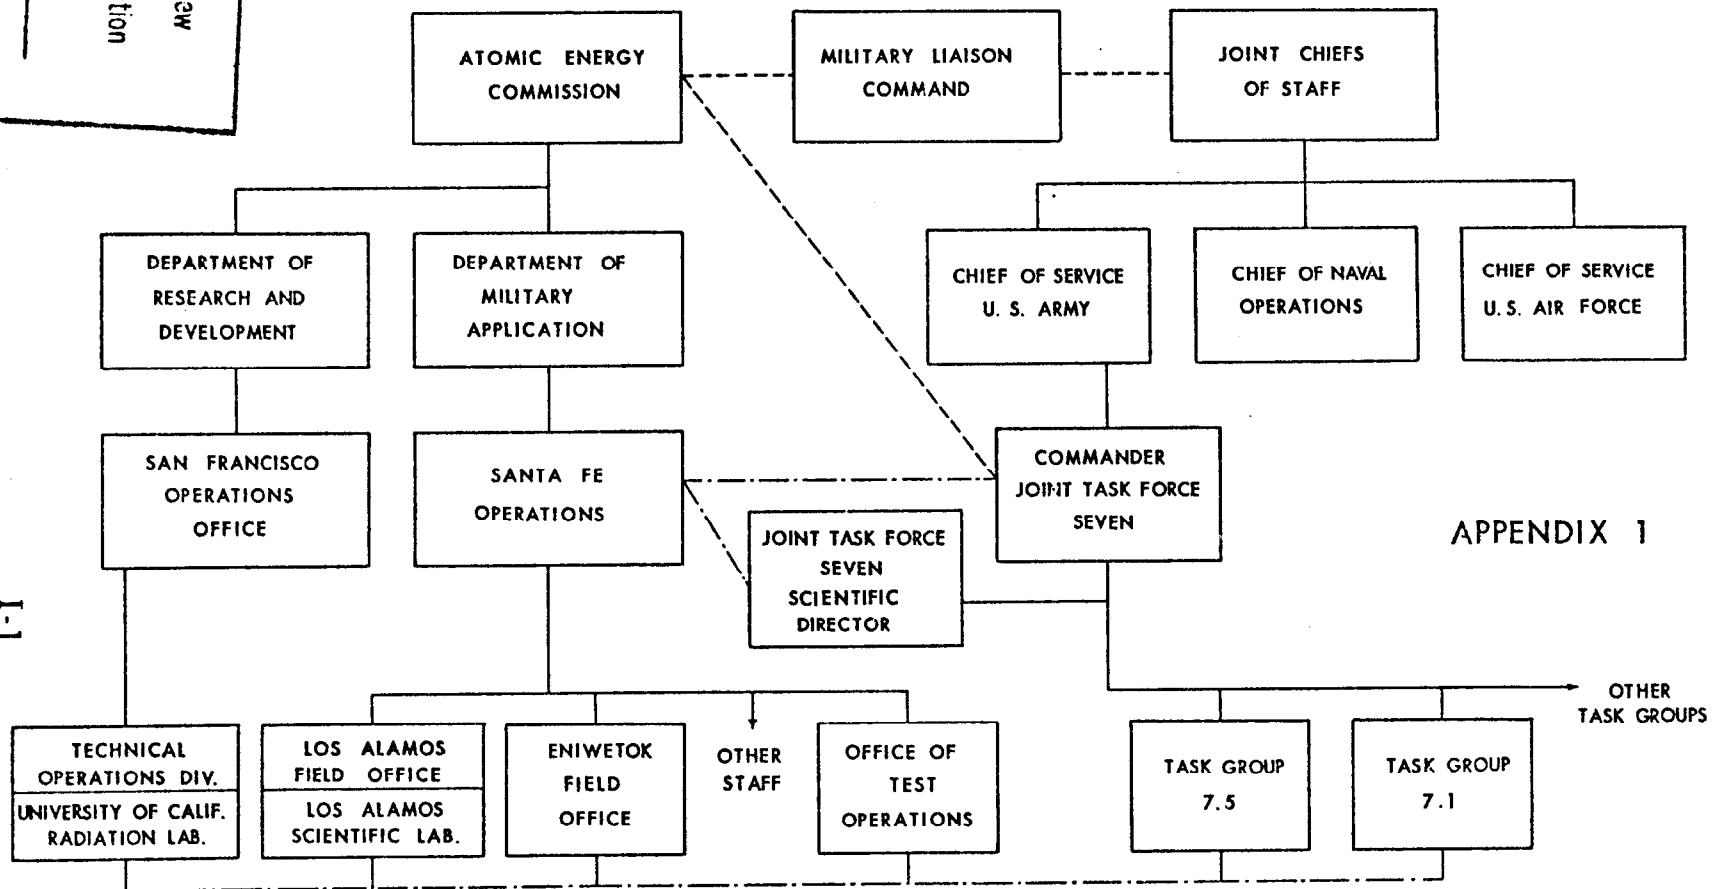 ew
tion
ATOMIC ENERGY
COMMISSION
MILITARY LIAISON
COMMAND
JOINT CHIEFS
OF STAFF
DEPARTMENT OF
RESEARCH AND
DEVELOPMENT
DEPARTMENT OF
MILITARY
APPLICATION
CHIEF OF SERVICE
U. S. ARMY
CHIEF OF NAVAL
OPERATIONS
CHIEF OF SERVICE
U. S. AIR FORCE
SAN FRANCISCO
OPERATIONS
OFFICE
SANTA FE
OPERATIONS
COMMANDER
JOINT TASK FORCE
SEVEN
JOINT TASK FORCE
SEVEN
SCIENTIFIC
DIRECTOR
APPENDIX 1
I-1
OTHER
TASK GROUPS
TECHNICAL
OPERATIONS DIV.
UNIVERSITY OF CALIF.
RADIATION LAB.
LOS ALAMOS
FIELD OFFICE
LOS ALAMOS
SCIENTIFIC LAB.
ENIWETOK
FIELD
OFFICE
OTHER
STAFF
OFFICE OF
TEST
OPERATIONS
TASK GROUP
7.5
TASK GROUP
7.1